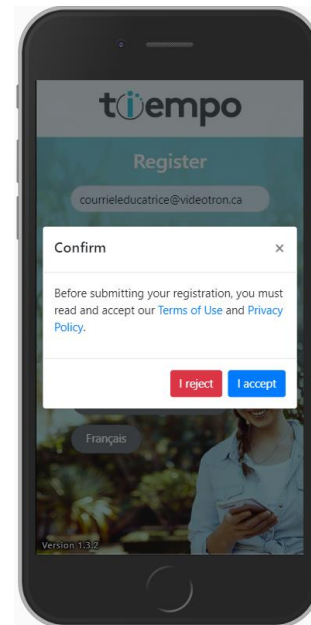 tiempo
Register
courrieleducatrice@videotron.ca
Confirm ×
Before submitting your registration, you must
read and accept our Terms of Use and Privacy
Policy.
I reject I accept
Français
Version 1.3.2